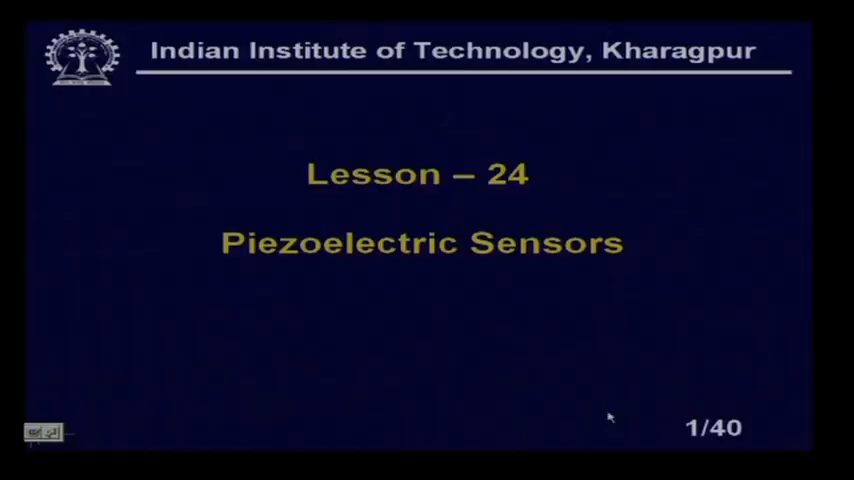 Indian Institute of Technology, Kharagpur
Lesson – 24
Piezoelectric Sensors
1/40